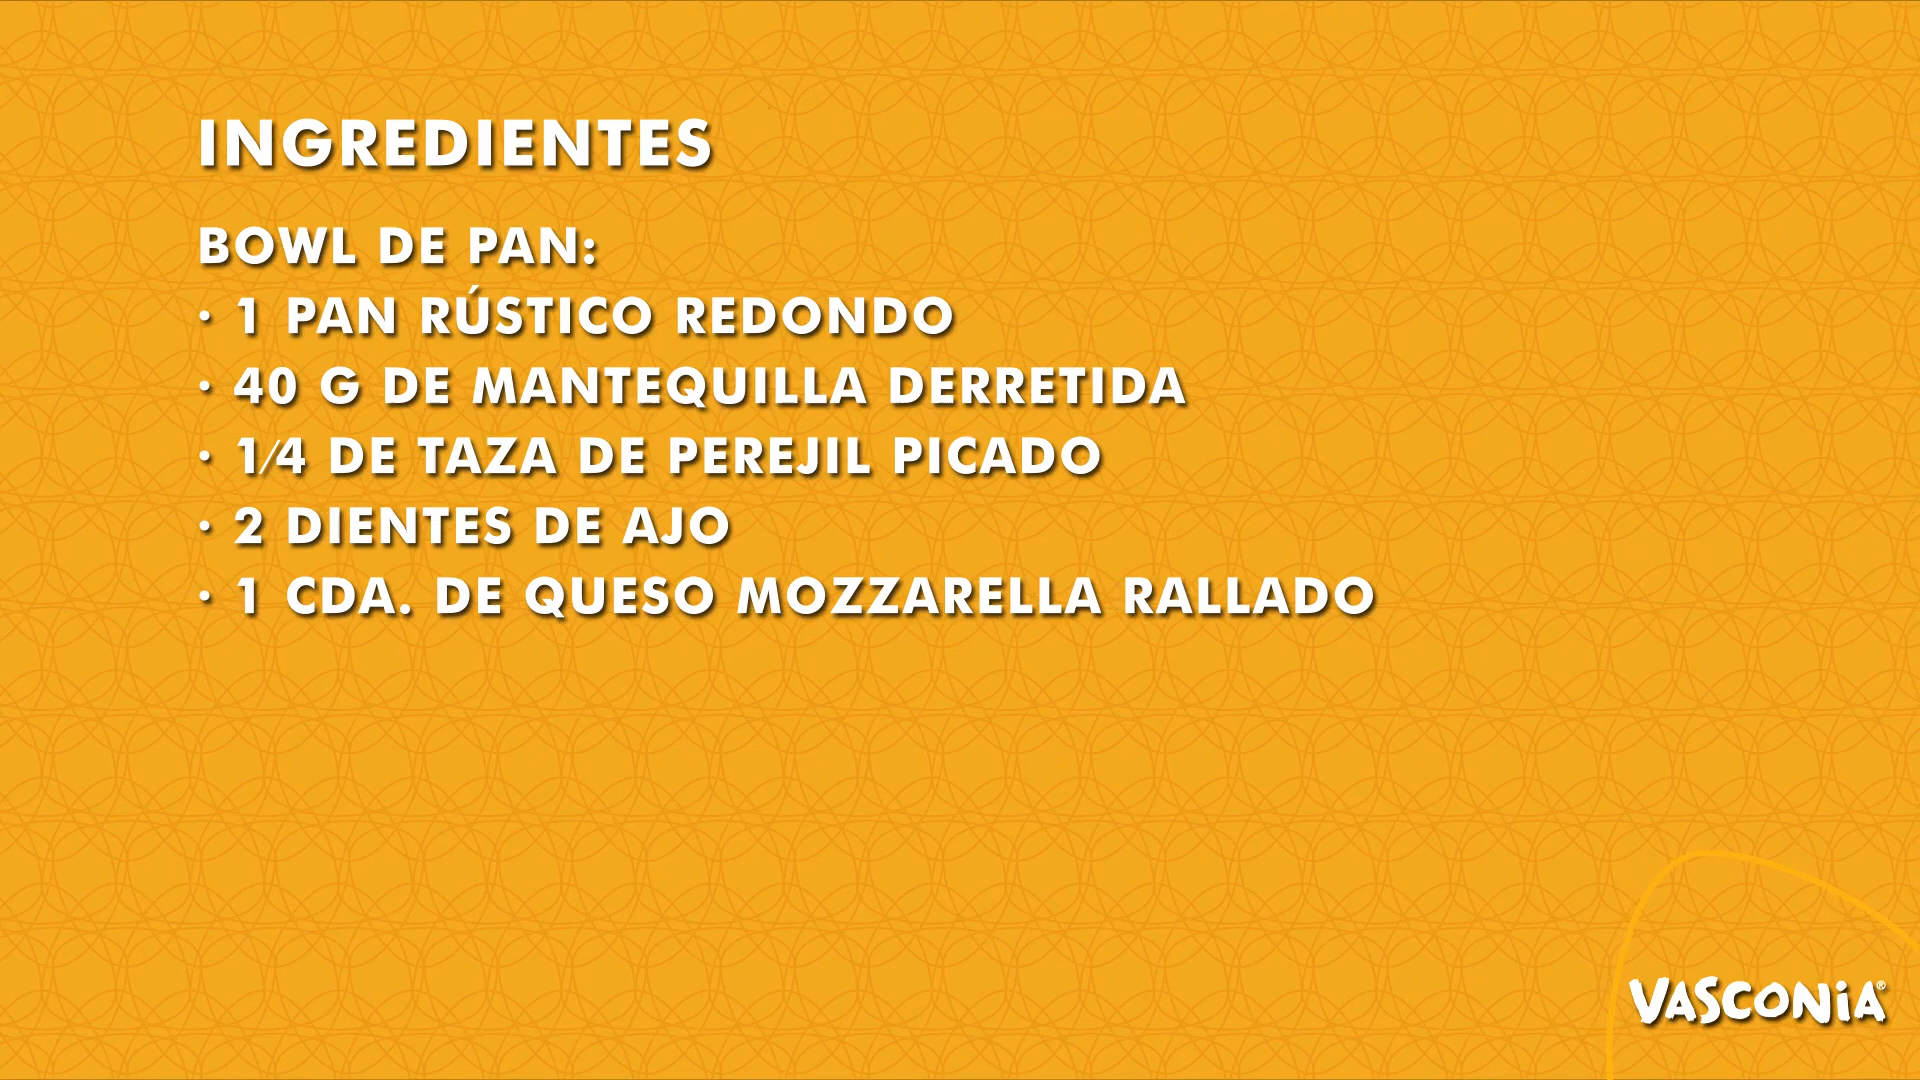 INGREDIENTES
BOWL DE PAN:
· 1 PAN RÚSTICO REDONDO
· 40 G DE MANTEQUILLA DERRETIDA
· 1/4 DE TAZA DE PEREJIL PICADO
· 2 DIENTES DE AJO
· 1 CDA. DE QUESO MOZZARELLA RALLADO
VASCONiA®